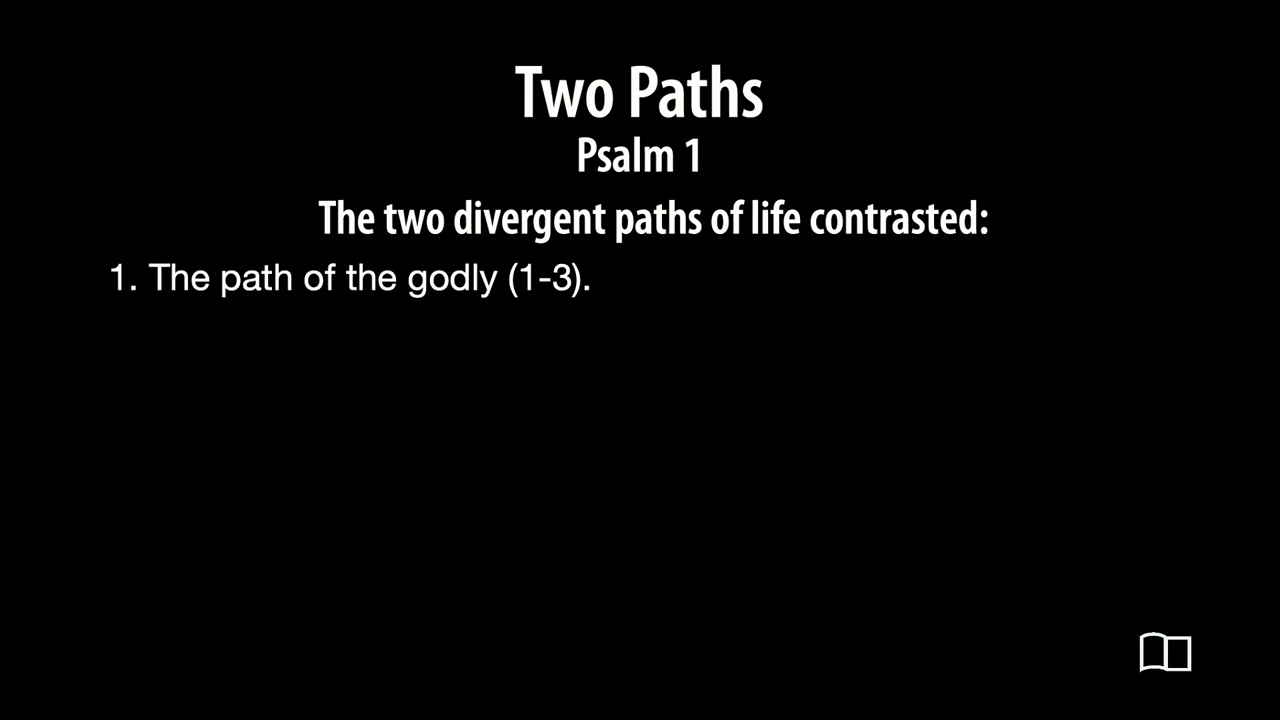 Two Paths
Psalm 1
The two divergent paths of life contrasted:
1. The path of the godly (1-3).